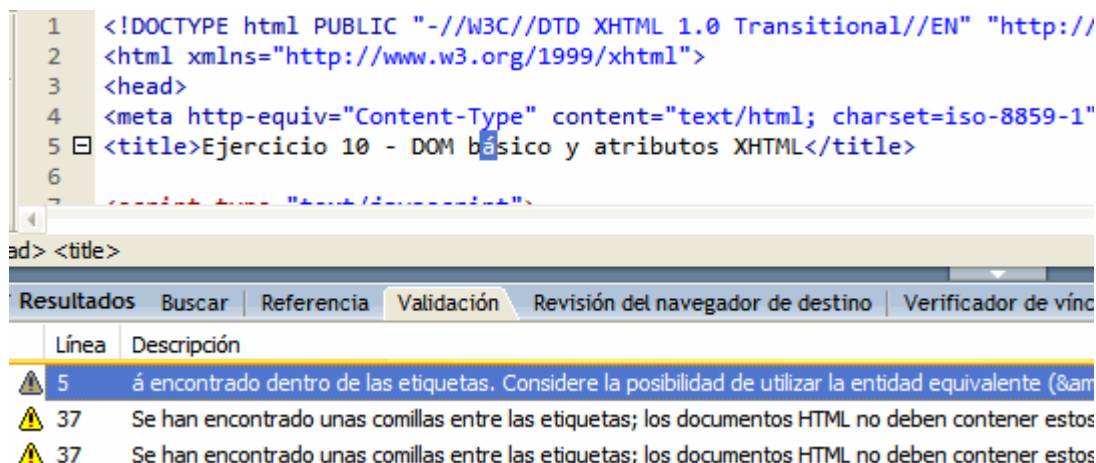 1 <!DOCTYPE html PUBLIC "-//W3C//DTD XHTML 1.0 Transitional//EN" "http://
2 <html xmlns="http://www.w3.org/1999/xhtml">
3 <head>
4 <meta http-equiv="Content-Type" content="text/html; charset=iso-8859-1"
5 <title>Ejercicio 10 - DOM básico y atributos XHTML</title>
6
7 <script type="text/javascript">
ad> <title>
Resultados Buscar Referencia Validación Revisión del navegador de destino Verificador de vínc
Línea Descripción
5 á encontrado dentro de las etiquetas. Considere la posibilidad de utilizar la entidad equivalente (&am
37 Se han encontrado unas comillas entre las etiquetas; los documentos HTML no deben contener estos
37 Se han encontrado unas comillas entre las etiquetas; los documentos HTML no deben contener estos